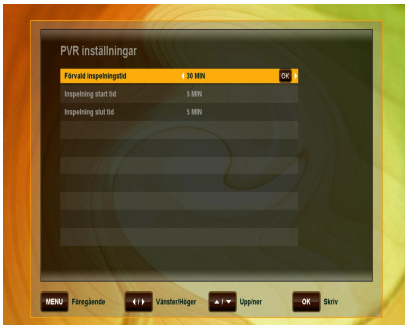 PVR inställningar
Förvald inspelningstid 30 MIN OK
Inspelning start tid 5 MIN
Inspelning slut tid 5 MIN
MENU Föregående Vänster/Höger Upp/ner OK Skriv